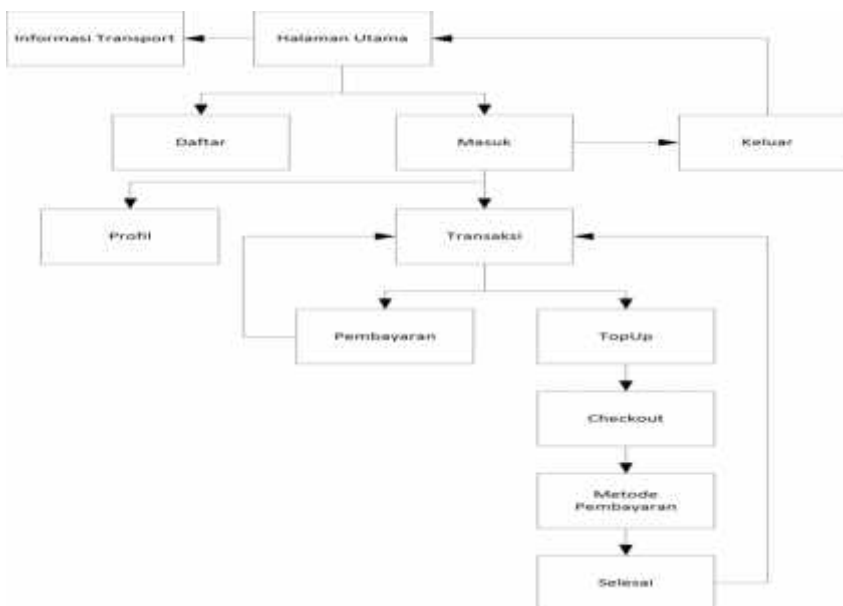 Informasi Transport
Halaman Utama
Daftar
Masuk
Keluar
Profil
Transaksi
Pembayaran
TopUp
Checkout
Metode
Pembayaran
Selesai